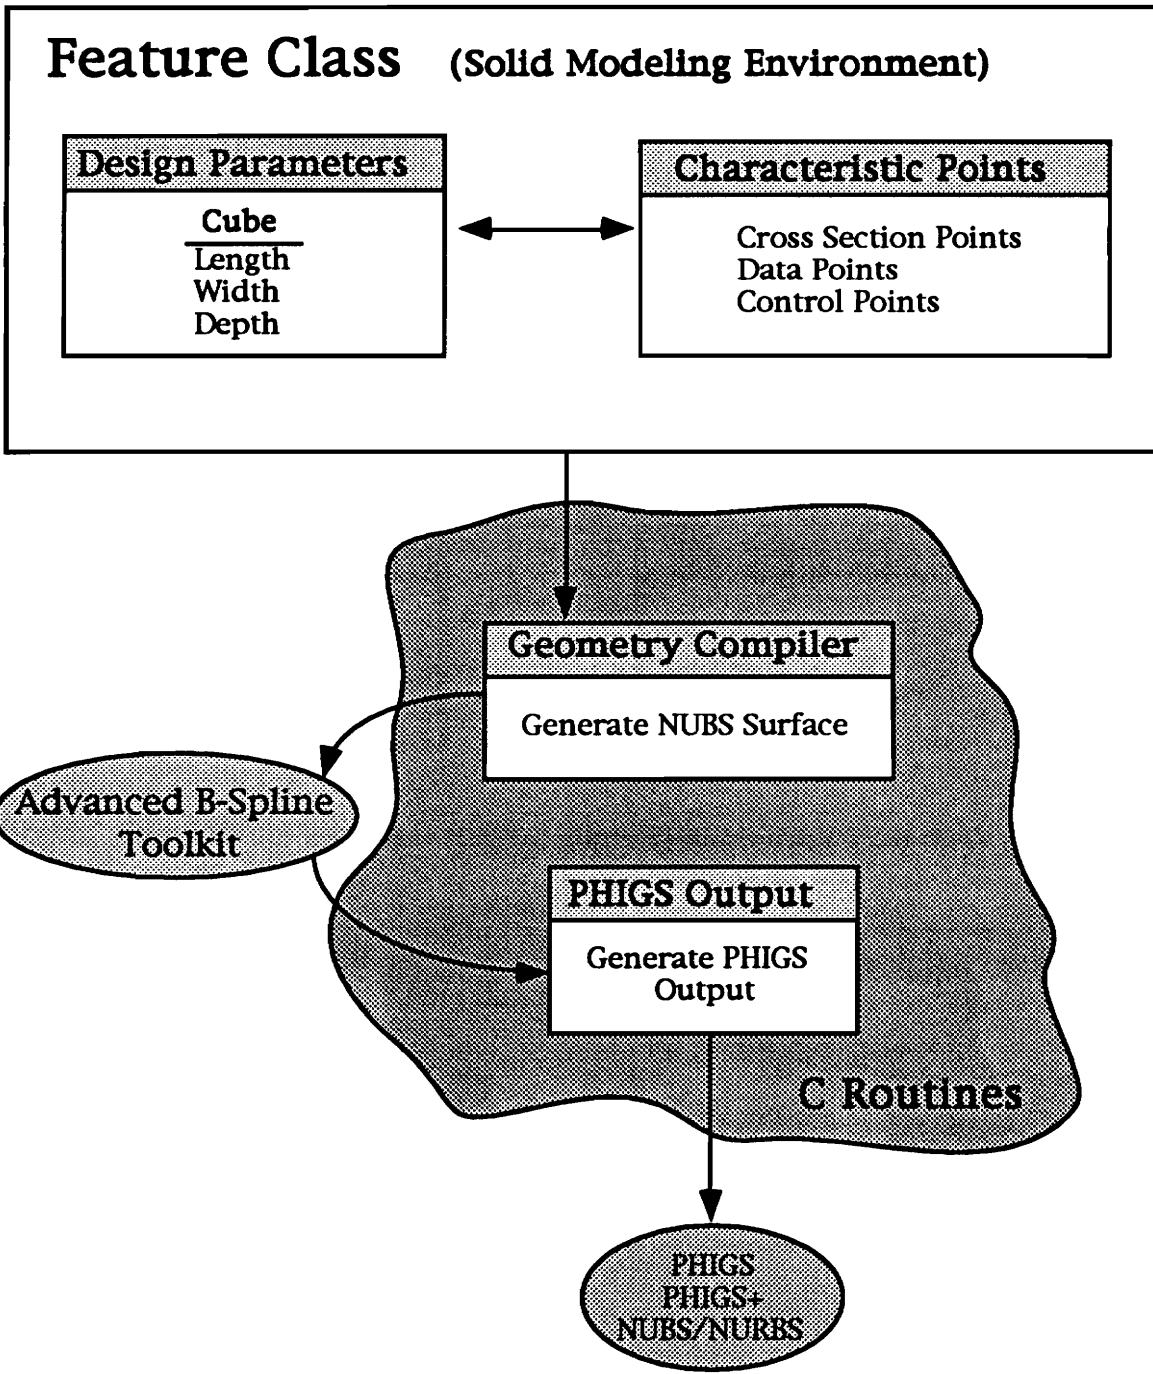 Feature Class (Solid Modeling Environment)
Design Parameters
Cube
Length
Width
Depth
Characteristic Points
Cross Section Points
Data Points
Control Points
Geometry Compiler
Generate NUBS Surface
Advanced B-Spline
Toolkit
PHIGS Output
Generate PHIGS
Output
C Routines
PHIGS
PHIGS+
NUBS/NURBS